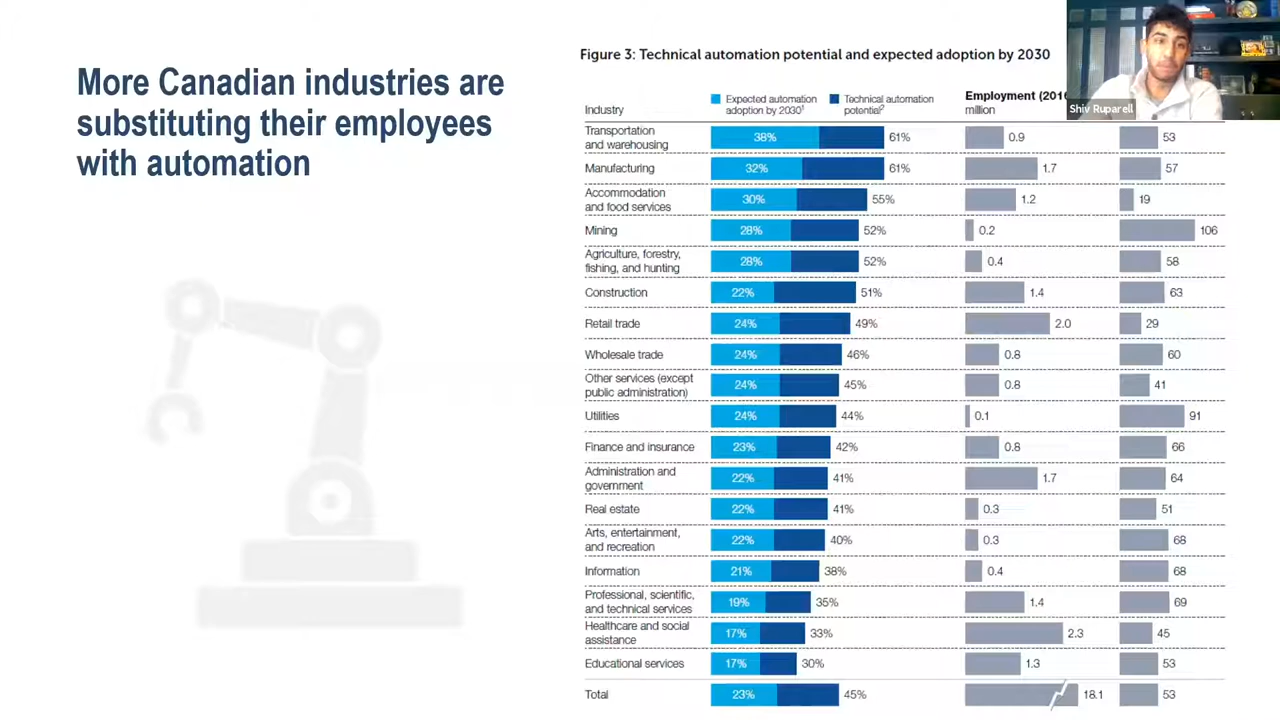 More Canadian industries are
substituting their employees
with automation
Figure 3: Technical automation potential and expected adoption by 2030
Shiv Ruparell
Industry
Expected automation
adoption by 2030¹
Technical automation
potential²
Employment (201
million
Transportation
and warehousing
38% 61% 0.9 53
Manufacturing 32% 61% 1.7 57
Accommodation
and food services
30% 55% 1.2 19
Mining 28% 52% 0.2 106
Agriculture, forestry,
fishing, and hunting
28% 52% 0.4 58
Construction 22% 51% 1.4 63
Retail trade 24% 49% 2.0 29
Wholesale trade 24% 46% 0.8 60
Other services (except
public administration)
24% 45% 0.8 41
Utilities 24% 44% 0.1 91
Finance and insurance 23% 42% 0.8 66
Administration and
government
22% 41% 1.7 64
Real estate 22% 41% 0.3 51
Arts, entertainment,
and recreation
22% 40% 0.3 68
Information 21% 38% 0.4 68
Professional, scientific,
and technical services
19% 35% 1.4 69
Healthcare and social
assistance
17% 33% 2.3 45
Educational services 17% 30% 1.3 53
Total 23% 45% 18.1 53